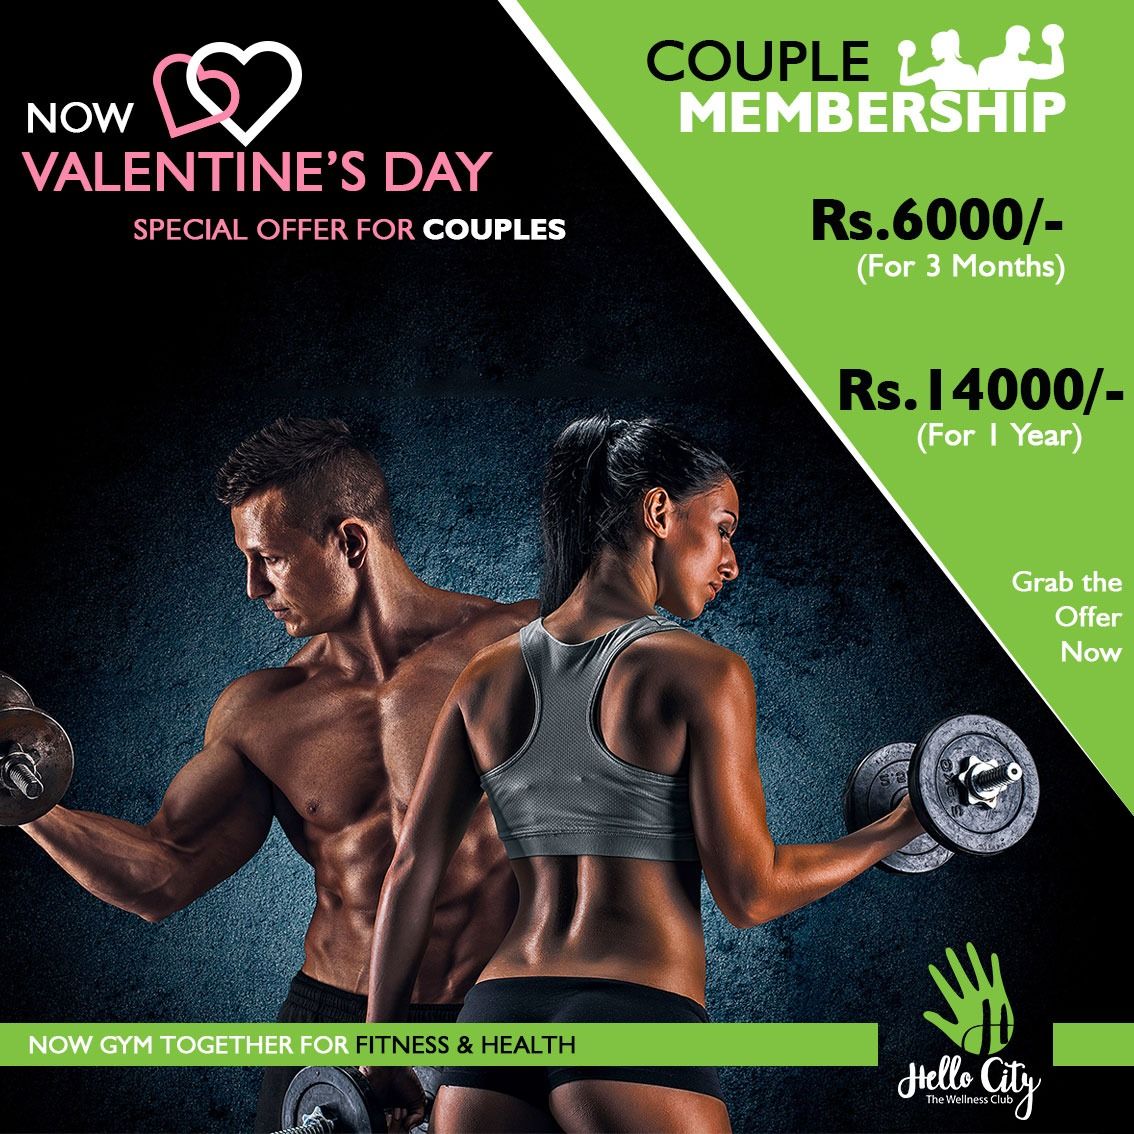 NOW
VALENTINE'S DAY
SPECIAL OFFER FOR COUPLES
COUPLE
MEMBERSHIP
Rs.6000/-
(For 3 Months)
Rs.14000/-
(For 1 Year)
Grab the
Offer
Now
NOW GYM TOGETHER FOR FITNESS & HEALTH
H
Hello City
The Wellness Club